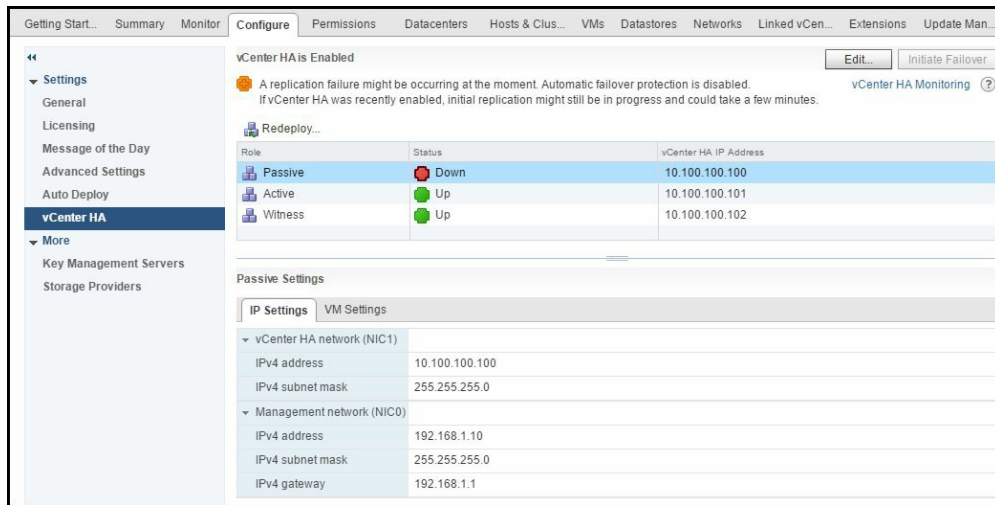 Getting Start... Summary Monitor Configure Permissions Datacenters Hosts & Clus... VMs Datastores Networks Linked vCen... Extensions Update Man...
Settings
General
Licensing
Message of the Day
Advanced Settings
Auto Deploy
vCenter HA
More
Key Management Servers
Storage Providers
vCenter HA is Enabled Edit... Initiate Failover
A replication failure might be occurring at the moment. Automatic failover protection is disabled. vCenter HA Monitoring ?
If vCenter HA was recently enabled, initial replication might still be in progress and could take a few minutes.
Redeploy...
Role Status vCenter HA IP Address
Passive Down 10.100.100.100
Active Up 10.100.100.101
Witness Up 10.100.100.102
Passive Settings
IP Settings VM Settings
vCenter HA network (NIC1)
IPv4 address 10.100.100.100
IPv4 subnet mask 255.255.255.0
Management network (NIC0)
IPv4 address 192.168.1.10
IPv4 subnet mask 255.255.255.0
IPv4 gateway 192.168.1.1